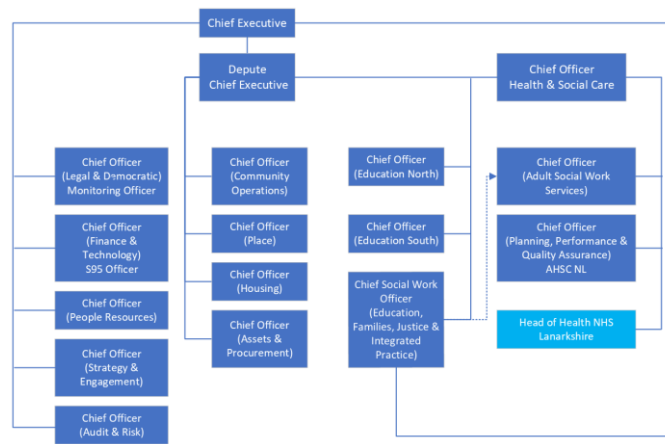 Chief Executive
Depute
Chief Executive
Chief Officer
Health & Social Care
Chief Officer
(Legal & Democratic)
Monitoring Officer
Chief Officer
(Finance &
Technology)
S95 Officer
Chief Officer
(People Resources)
Chief Officer
(Strategy &
Engagement)
Chief Officer
(Audit & Risk)
Chief Officer
(Community
Operations)
Chief Officer
(Place)
Chief Officer
(Housing)
Chief Officer
(Assets &
Procurement)
Chief Officer
(Education North)
Chief Officer
(Education South)
Chief Social Work
Officer
(Education,
Families, Justice &
Integrated
Practice)
Chief Officer
(Adult Social Work
Services)
Chief Officer
(Planning, Performance &
Quality Assurance)
AHSC NL
Head of Health NHS
Lanarkshire